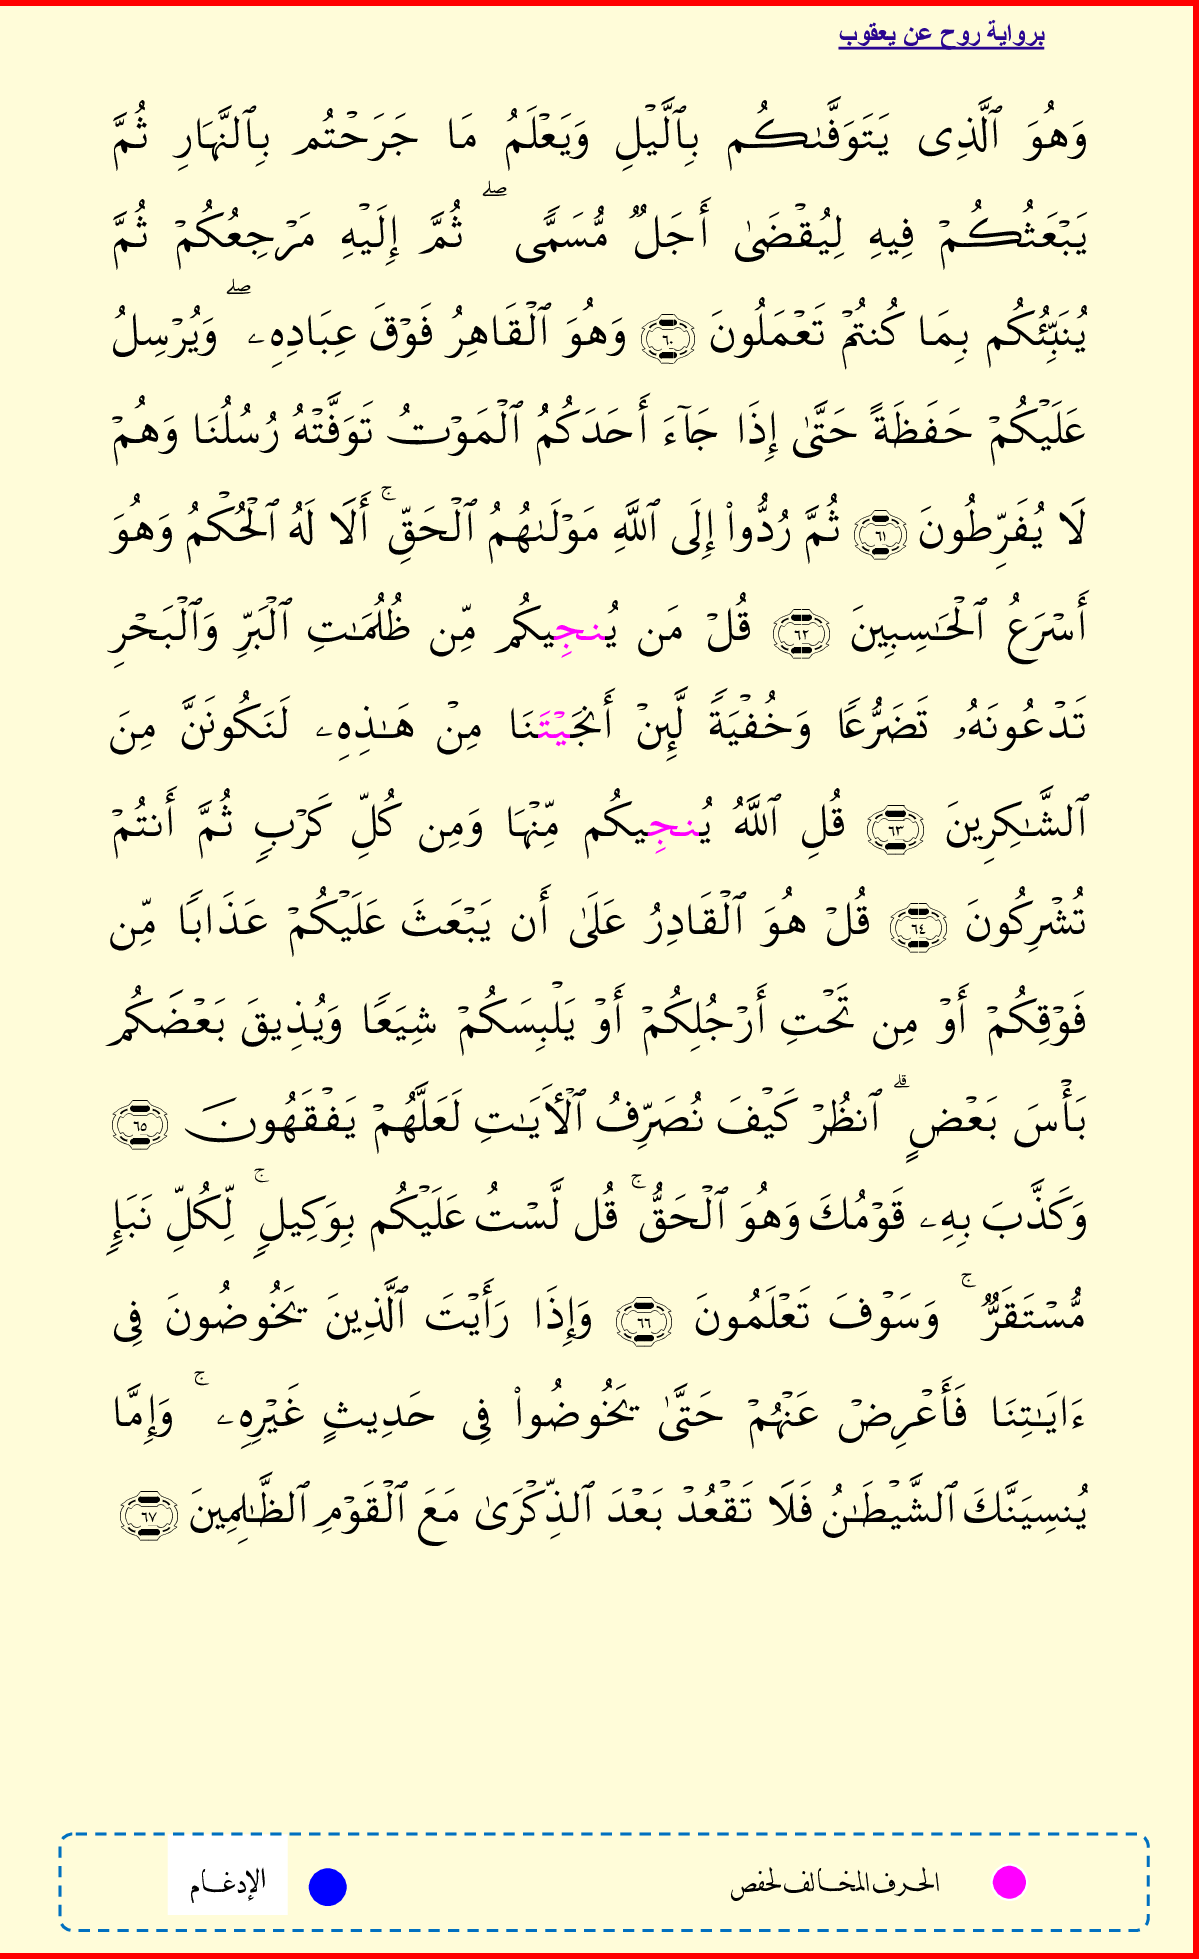 برواية روح عن يعقوب
وَهُوَ ٱلَّذِى يَتَوَفَّىٰكُم بِٱلَّيْلِ وَيَعْلَمُ مَا جَرَحْتُم بِٱلنَّهَارِ ثُمَّ
يَبْعَثُكُمْ فِيهِ لِيُقْضَىٰ أَجَلٌ مُّسَمًّى ۖ ثُمَّ إِلَيْهِ مَرْجِعُكُمْ ثُمَّ
يُنَبِّئُكُم بِمَا كُنتُمْ تَعْمَلُونَ ٦٠ وَهُوَ ٱلْقَاهِرُ فَوْقَ عِبَادِهِۦ ۖ وَيُرْسِلُ
عَلَيْكُمْ حَفَظَةً حَتَّىٰ إِذَا جَآءَ أَحَدَكُمُ ٱلْمَوْتُ تَوَفَّتْهُ رُسُلُنَا وَهُمْ
لَا يُفَرِّطُونَ ٦١ ثُمَّ رُدُّوا۟ إِلَى ٱللَّهِ مَوْلَىٰهُمُ ٱلْحَقِّ ۚ أَلَا لَهُ ٱلْحُكْمُ وَهُوَ
أَسْرَعُ ٱلْحَـٰسِبِينَ ٦٢ قُلْ مَن يُنجِيكُم مِّن ظُلُمَـٰتِ ٱلْبَرِّ وَٱلْبَحْرِ
تَدْعُونَهُۥ تَضَرُّعًا وَخُفْيَةً لَّئِنْ أَنجَيْتَنَا مِنْ هَـٰذِهِۦ لَنَكُونَنَّ مِنَ
ٱلشَّـٰكِرِينَ ٦٣ قُلِ ٱللَّهُ يُنجِيكُم مِّنْهَا وَمِن كُلِّ كَرْبٍ ثُمَّ أَنتُمْ
تُشْرِكُونَ ٦٤ قُلْ هُوَ ٱلْقَادِرُ عَلَىٰ أَن يَبْعَثَ عَلَيْكُمْ عَذَابًا مِّن
فَوْقِكُمْ أَوْ مِن تَحْتِ أَرْجُلِكُمْ أَوْ يَلْبِسَكُمْ شِيَعًا وَيُذِيقَ بَعْضَكُم
بَأْسَ بَعْضٍ ۗ ٱنظُرْ كَيْفَ نُصَرِّفُ ٱلْأَيَـٰتِ لَعَلَّهُمْ يَفْقَهُونَ ٦٥
وَكَذَّبَ بِهِۦ قَوْمُكَ وَهُوَ ٱلْحَقُّ ۚ قُل لَّسْتُ عَلَيْكُم بِوَكِيلٍ ۚ لِّكُلِّ نَبَإٍ
مُّسْتَقَرٌّ ۚ وَسَوْفَ تَعْلَمُونَ ٦٦ وَإِذَا رَأَيْتَ ٱلَّذِينَ يَخُوضُونَ فِى
ءَايَـٰتِنَا فَأَعْرِضْ عَنْهُمْ حَتَّىٰ يَخُوضُوا۟ فِى حَدِيثٍ غَيْرِهِۦ ۚ وَإِمَّا
يُنسِيَنَّكَ ٱلشَّيْطَـٰنُ فَلَا تَقْعُدْ بَعْدَ ٱلذِّكْرَىٰ مَعَ ٱلْقَوْمِ ٱلظَّـٰلِمِينَ ٦٧
الحرف المخالف لحفص
الإدغام